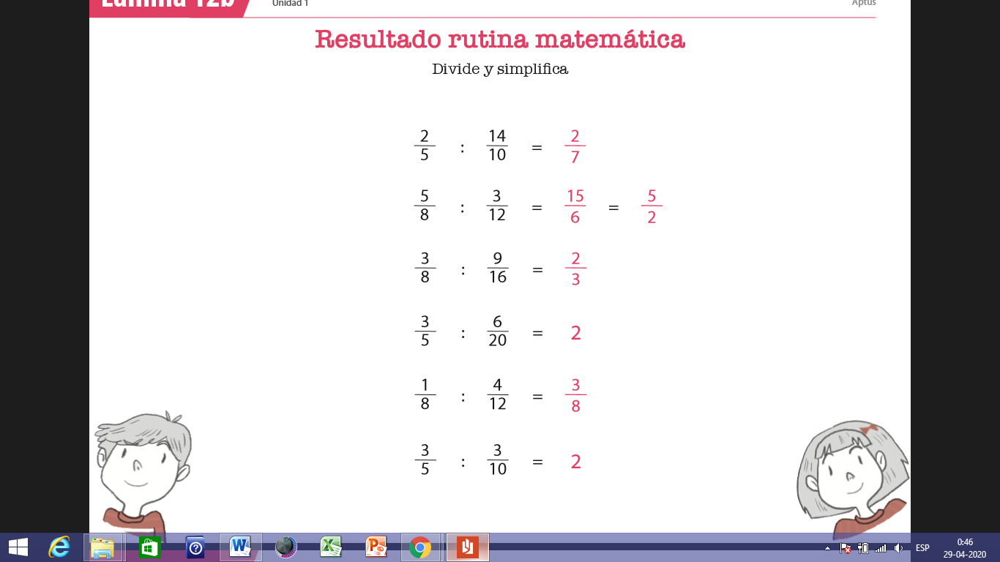 Lámina 12b Unidad 1 Aptus
Resultado rutina matemática
Divide y simplifica
2/5 : 14/10 = 2/7
5/8 : 3/12 = 15/6 = 5/2
3/8 : 9/16 = 2/3
3/5 : 6/20 = 2
1/8 : 4/12 = 3/8
3/5 : 3/10 = 2
ESP
0:46
29-04-2020